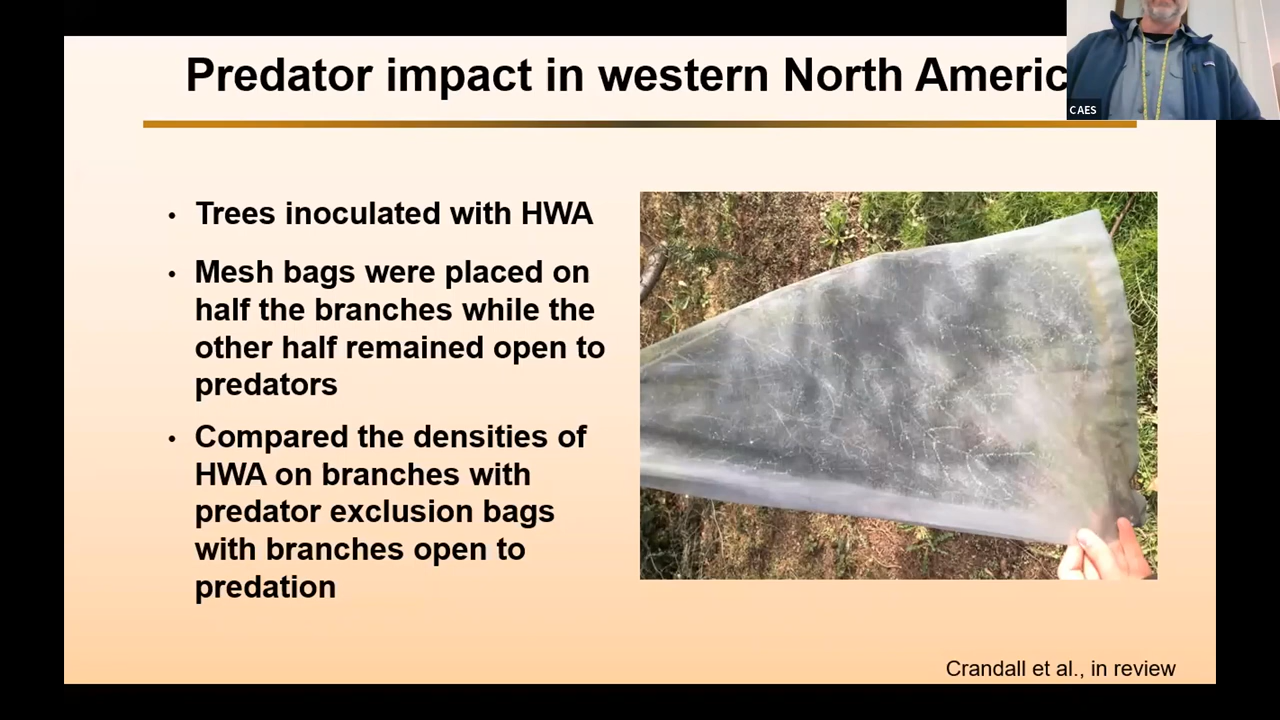 Predator impact in western North Americ
CAES
• Trees inoculated with HWA
• Mesh bags were placed on
half the branches while the
other half remained open to
predators
• Compared the densities of
HWA on branches with
predator exclusion bags
with branches open to
predation
Crandall et al., in review